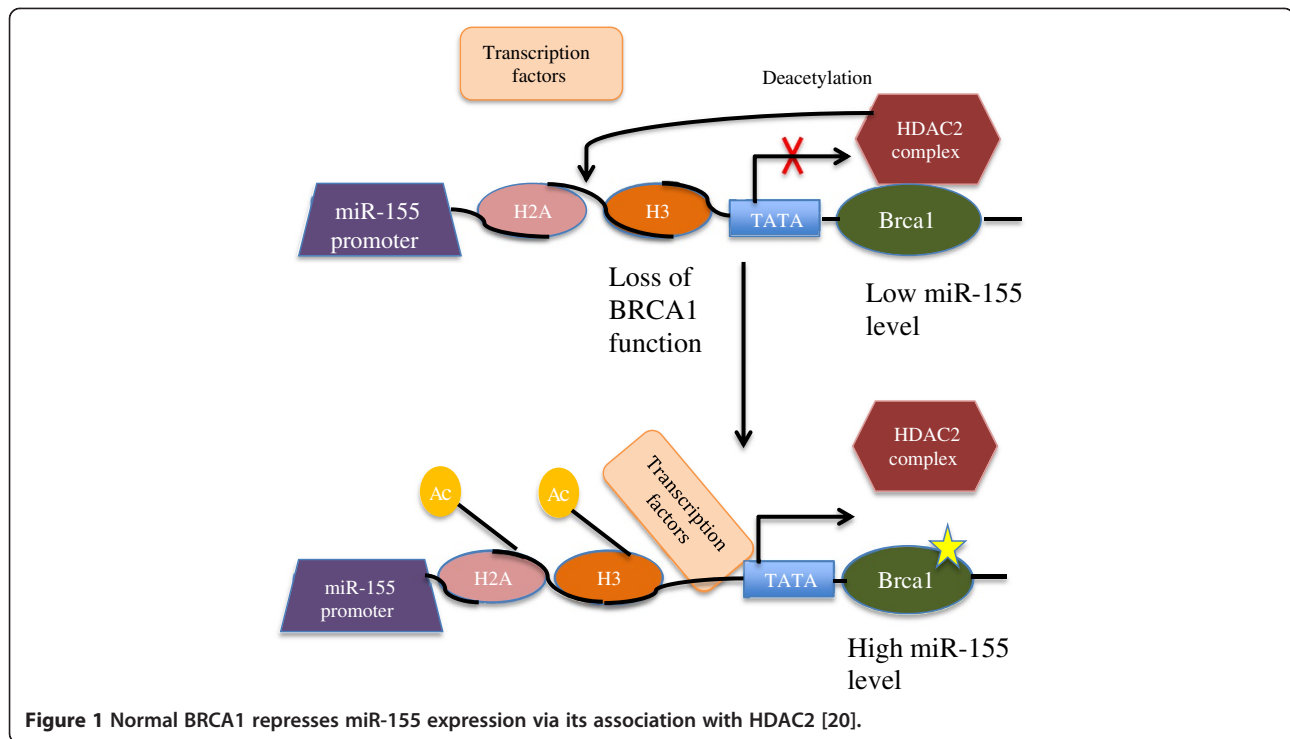 Transcription
factors
Deacetylation
HDAC2
complex
miR-155
promoter
H2A
H3
TATA
Brca1
Loss of
BRCA1
function
Low miR-155
level
HDAC2
complex
Ac
Ac
Transcription
factors
miR-155
promoter
H2A
H3
TATA
Brca1
High miR-155
level
Figure 1 Normal BRCA1 represses miR-155 expression via its association with HDAC2 [20].